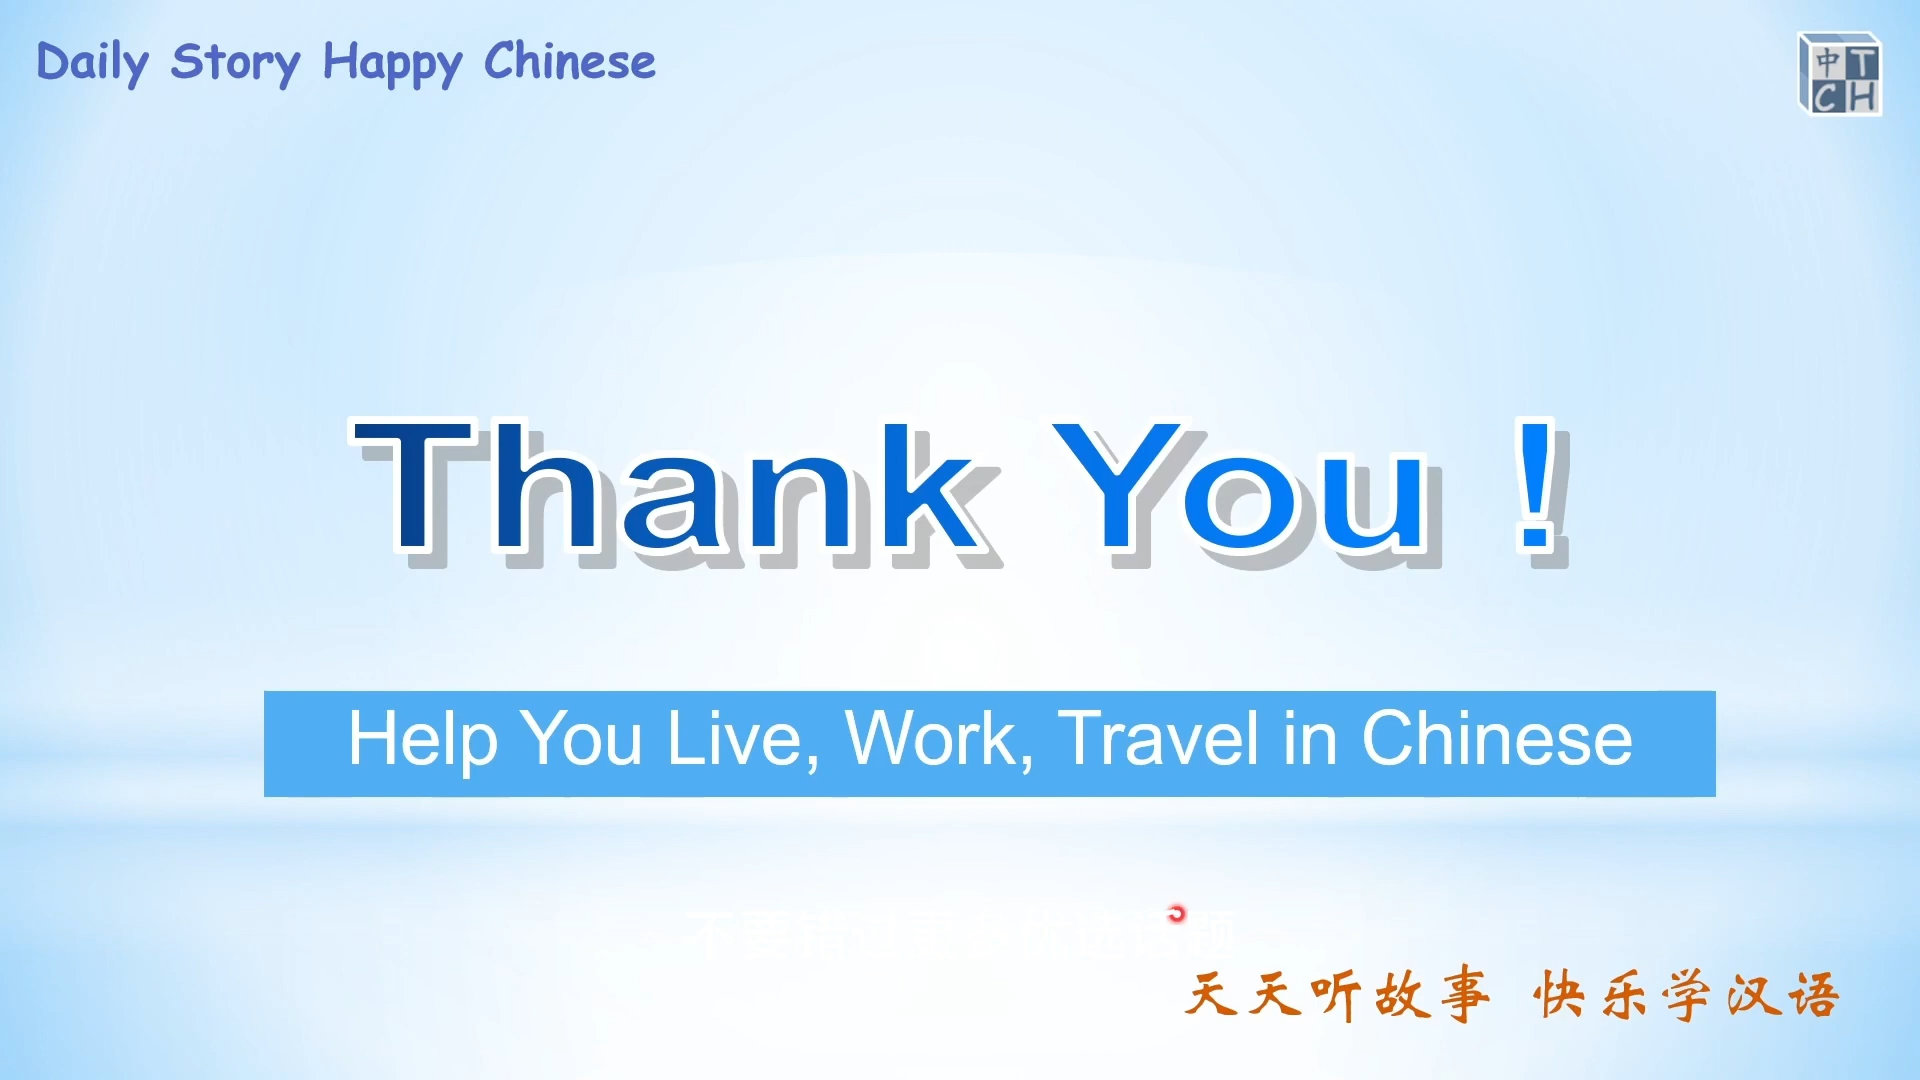 Daily Story Happy Chinese
中T
CH
Thank You !
Help You Live, Work, Travel in Chinese
天天听故事 快乐学汉语